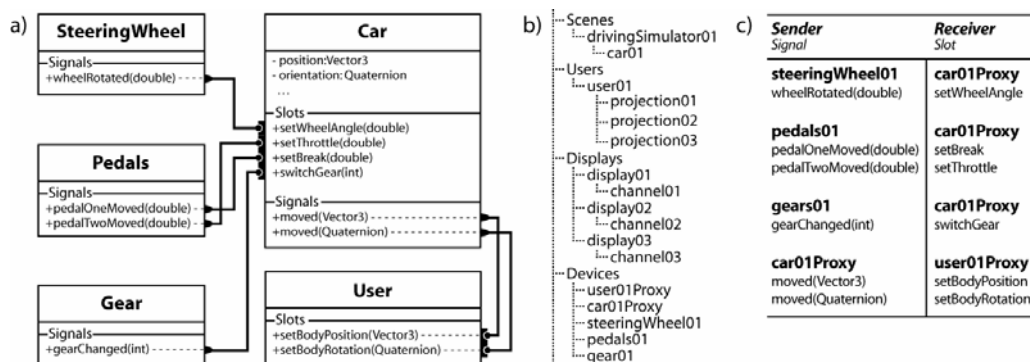 a)
SteeringWheel
Signals
+wheelRotated(double)
Pedals
Signals
+pedalOneMoved(double)
+pedalTwoMoved(double)
Gear
Signals
+gearChanged(int)
Car
- position:Vector3
- orientation: Quaternion
...
Slots
+setWheelAngle(double)
+setThrottle(double)
+setBreak(double)
+switchGear(int)
Signals
+moved(Vector3)
+moved(Quaternion)
User
Slots
+setBodyPosition(Vector3)
+setBodyRotation(Quaternion)
b)
Scenes
drivingSimulator01
car01
Users
user01
projection01
projection02
projection03
Displays
display01
channel01
display02
channel02
display03
channel03
Devices
user01Proxy
car01Proxy
steeringWheel01
pedals01
gear01
c)
Sender Receiver
Signal Slot
steeringWheel01 car01Proxy
wheelRotated(double) setWheelAngle
pedals01 car01Proxy
pedalOneMoved(double) setBreak
pedalTwoMoved(double) setThrottle
gears01 car01Proxy
gearChanged(int) switchGear
car01Proxy user01Proxy
moved(Vector3) setBodyPosition
moved(Quaternion) setBodyRotation